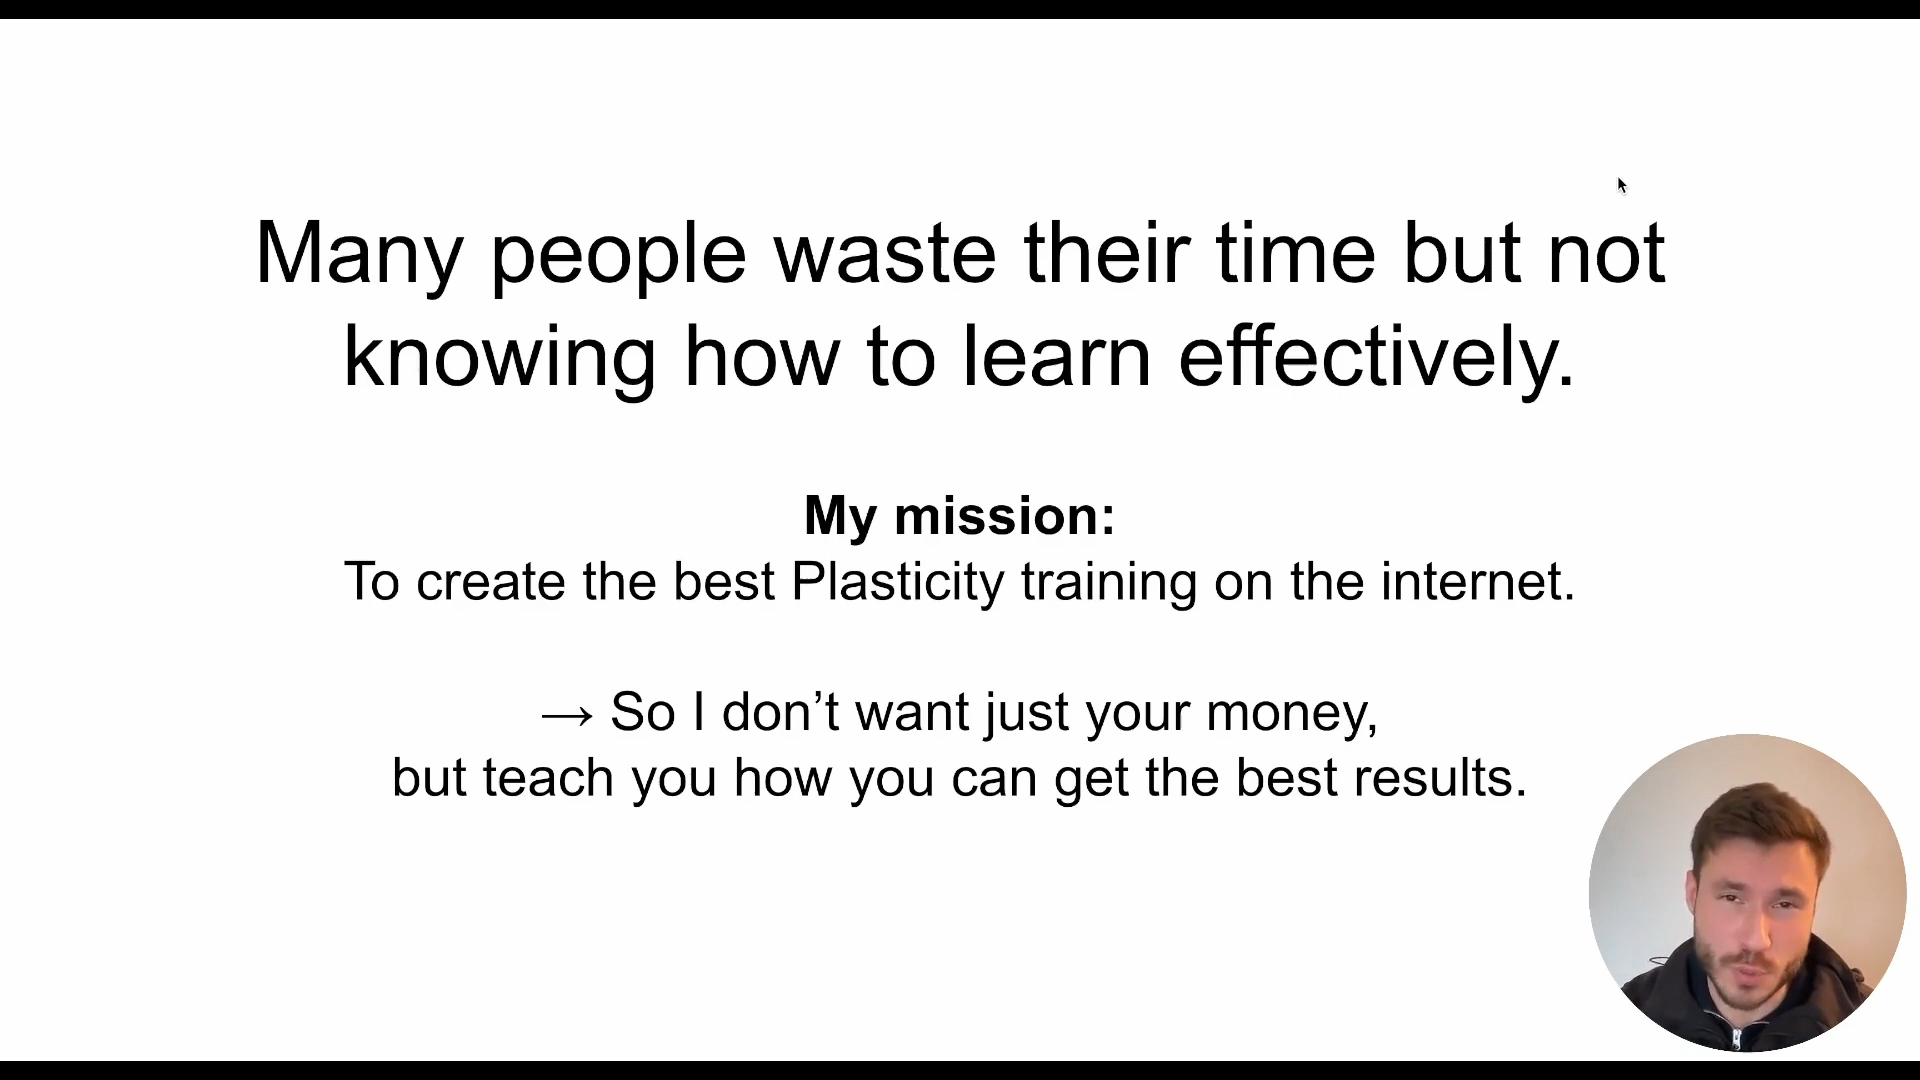 Many people waste their time but not
knowing how to learn effectively.
My mission:
To create the best Plasticity training on the internet.
→ So I don’t want just your money,
but teach you how you can get the best results.